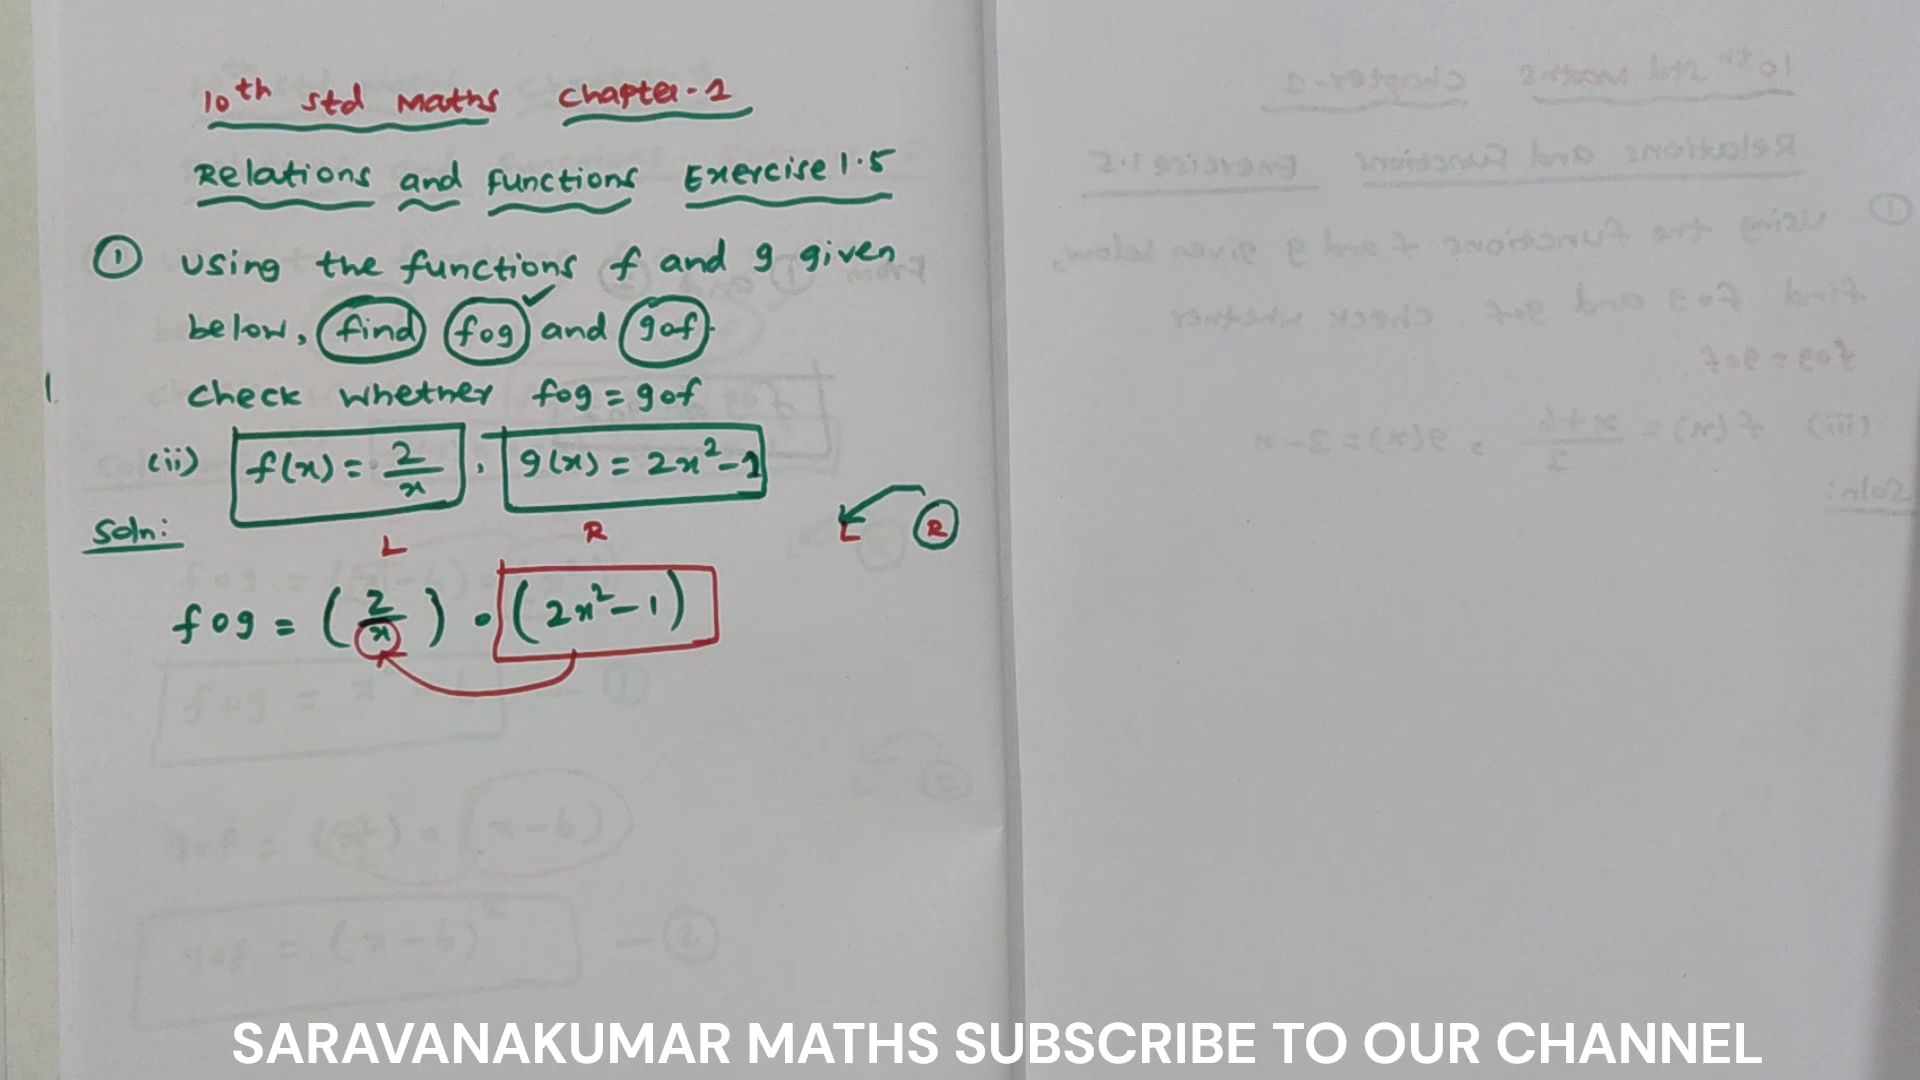 10th std Maths Chapter-1
Relations and functions Exercise 1.5
① Using the functions f and g given
below, find fog and gof.
Check whether fog = gof
(ii) f(x) = 2/x, g(x) = 2x²-1
Soln:
L R L R
fog = (2/x) ∘ (2x²-1)
SARAVANAKUMAR MATHS SUBSCRIBE TO OUR CHANNEL